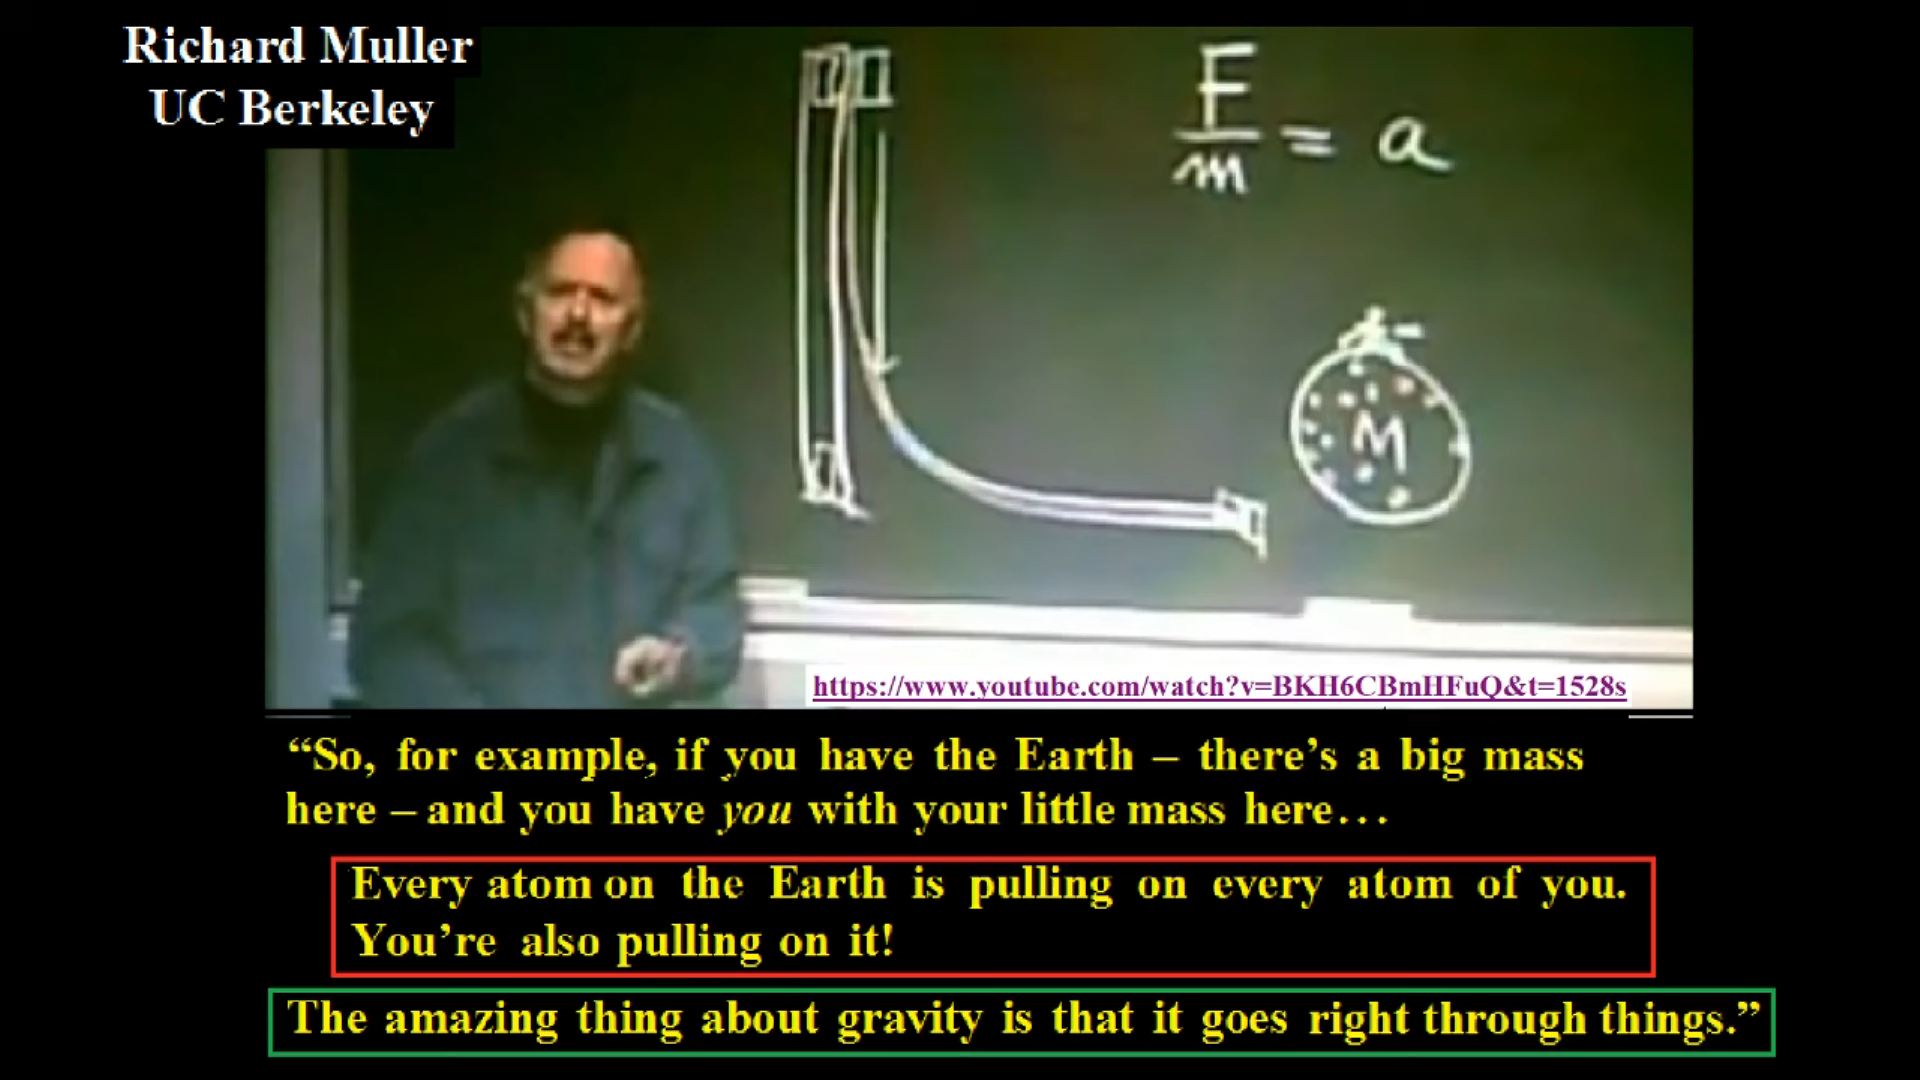 Richard Muller
UC Berkeley
F
m
= a
M
https://www.youtube.com/watch?v=BKH6CBmHFuQ&t=1528s
“So, for example, if you have the Earth – there’s a big mass
here – and you have you with your little mass here…
Every atom on the Earth is pulling on every atom of you.
You’re also pulling on it!
The amazing thing about gravity is that it goes right through things.”